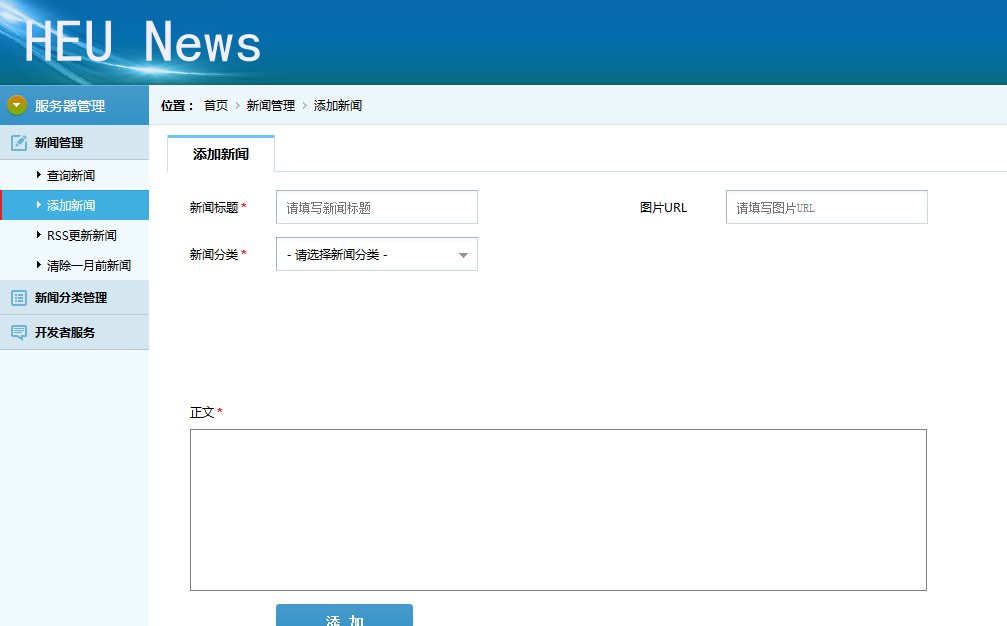 HEU News
服务器管理
位置： 首页 › 新闻管理 › 添加新闻
新闻管理
查询新闻
添加新闻
RSS更新新闻
清除一月前新闻
新闻分类管理
开发者服务
添加新闻
新闻标题* 请填写新闻标题 图片URL 请填写图片URL
新闻分类* - 请选择新闻分类 -
正文*
添 加